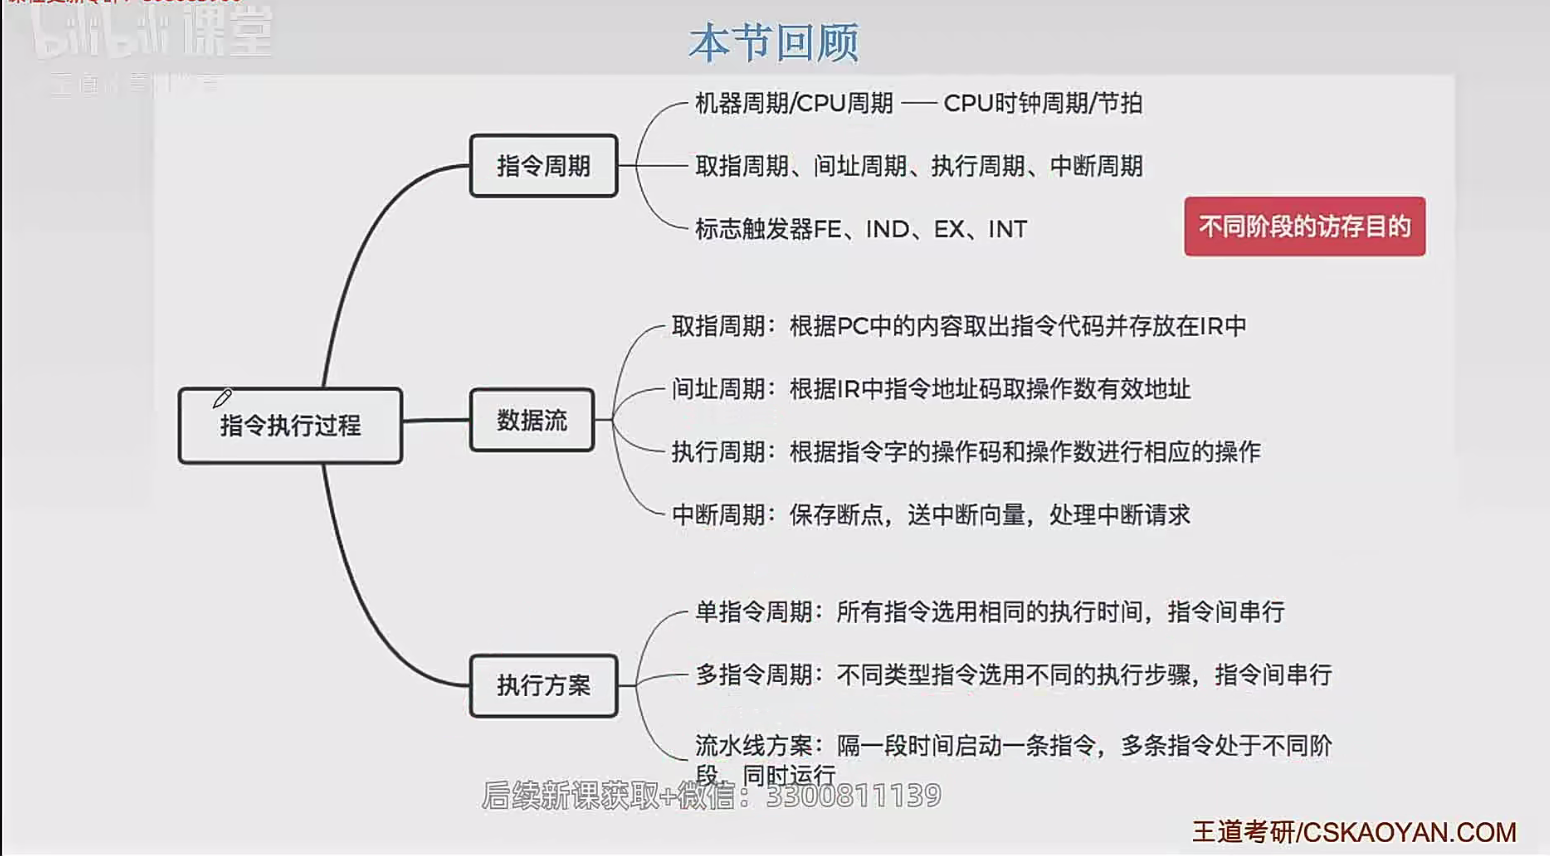 bilibili课堂
本节回顾
机器周期/CPU周期 —— CPU时钟周期/节拍
指令周期
取指周期、间址周期、执行周期、中断周期
标志触发器FE、IND、EX、INT
不同阶段的访存目的
取指周期：根据PC中的内容取出指令代码并存放在IR中
间址周期：根据IR中指令地址码取操作数有效地址
指令执行过程
数据流
执行周期：根据指令字的操作码和操作数进行相应的操作
中断周期：保存断点，送中断向量，处理中断请求
单指令周期：所有指令选用相同的执行时间，指令间串行
执行方案
多指令周期：不同类型指令选用不同的执行步骤，指令间串行
流水线方案：隔一段时间启动一条指令，多条指令处于不同阶
段，同时运行
后续新课获取+微信：3300811139
王道考研/CSKAOYAN.COM